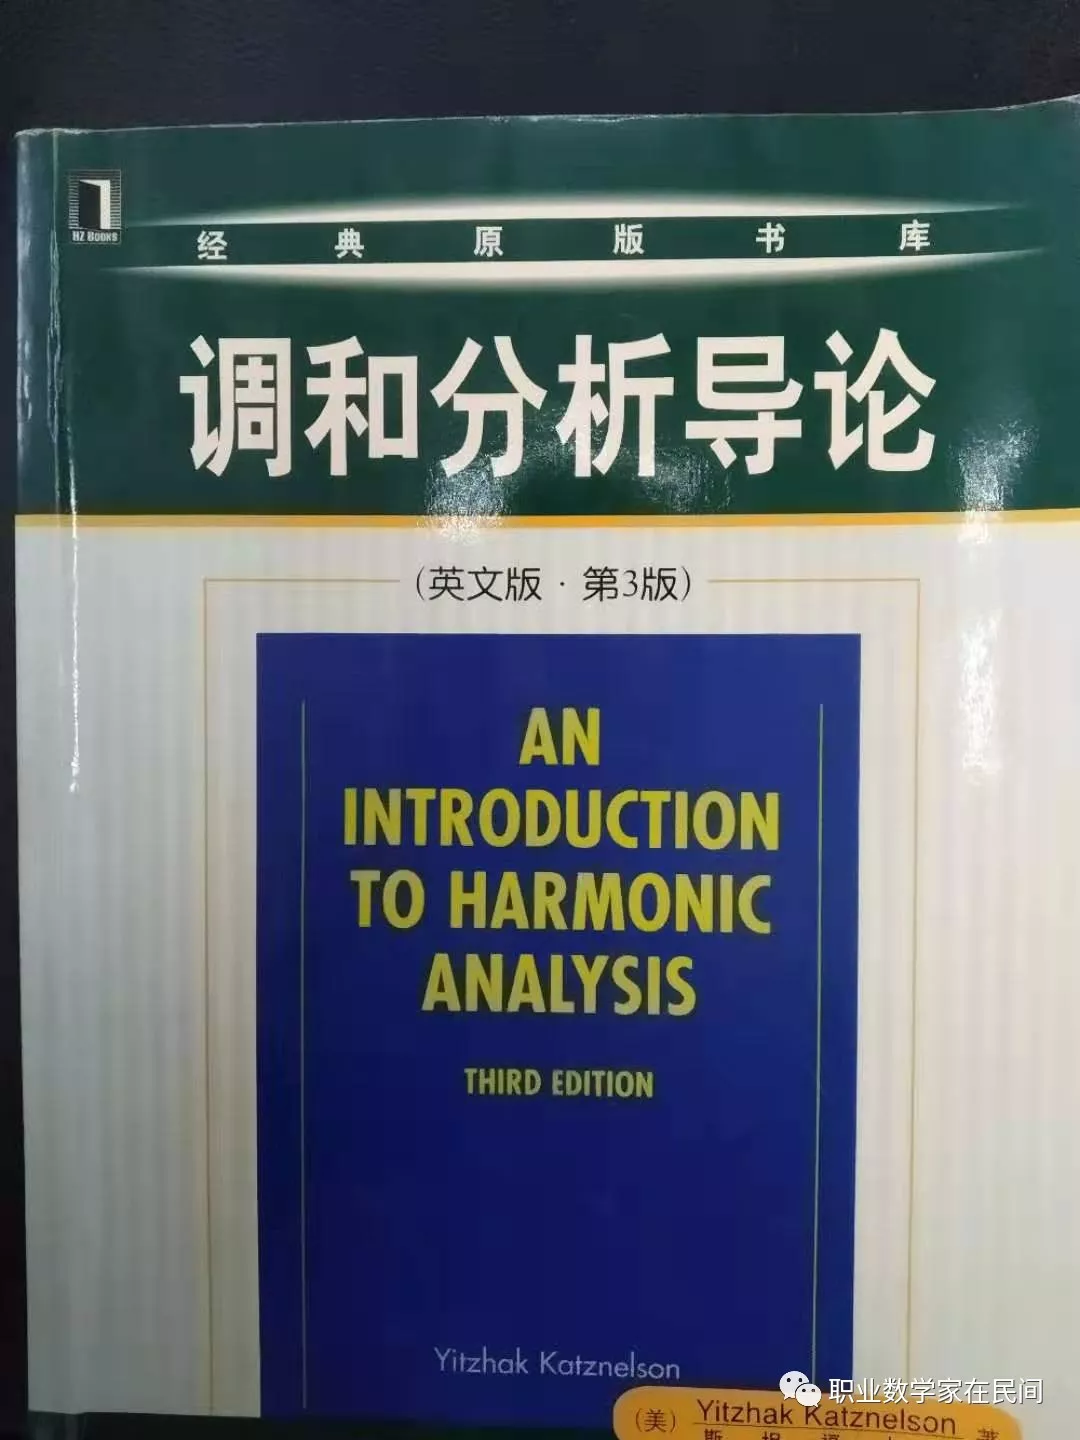 HZ BOOKS
经典原版书库
调和分析导论
(英文版·第3版)
AN
INTRODUCTION
TO HARMONIC
ANALYSIS
THIRD EDITION
Yitzhak Katznelson
(美) Yitzhak Katznelson 著
职业数学家在民间